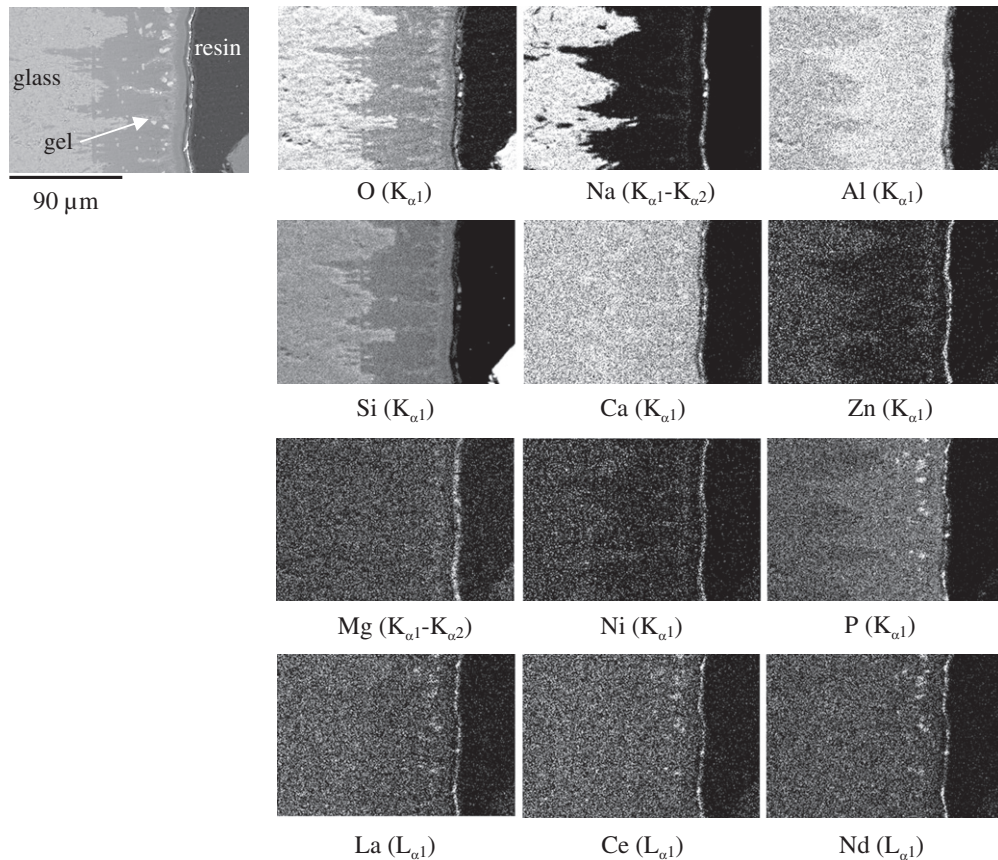 resin
glass
gel
90 μm
O (Kα1) Na (Kα1-Kα2) Al (Kα1)
Si (Kα1) Ca (Kα1) Zn (Kα1)
Mg (Kα1-Kα2) Ni (Kα1) P (Kα1)
La (Lα1) Ce (Lα1) Nd (Lα1)